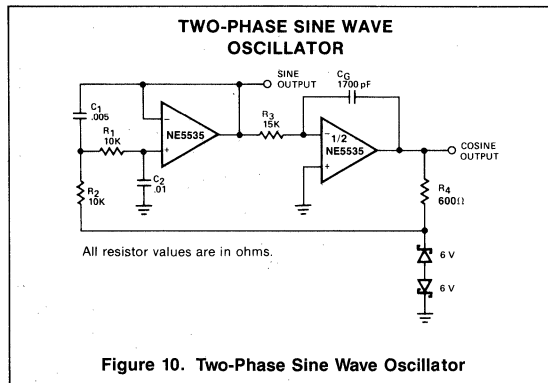 TWO-PHASE SINE WAVE
OSCILLATOR
SINE
OUTPUT
CG
1700 pF
C1
.005
R1
10K
R3
15K
−
NE5535
+
− 1/2
NE5535
+
COSINE
OUTPUT
C2
.01
R2
10K
R4
600Ω
All resistor values are in ohms.
6 V
6 V
Figure 10. Two-Phase Sine Wave Oscillator